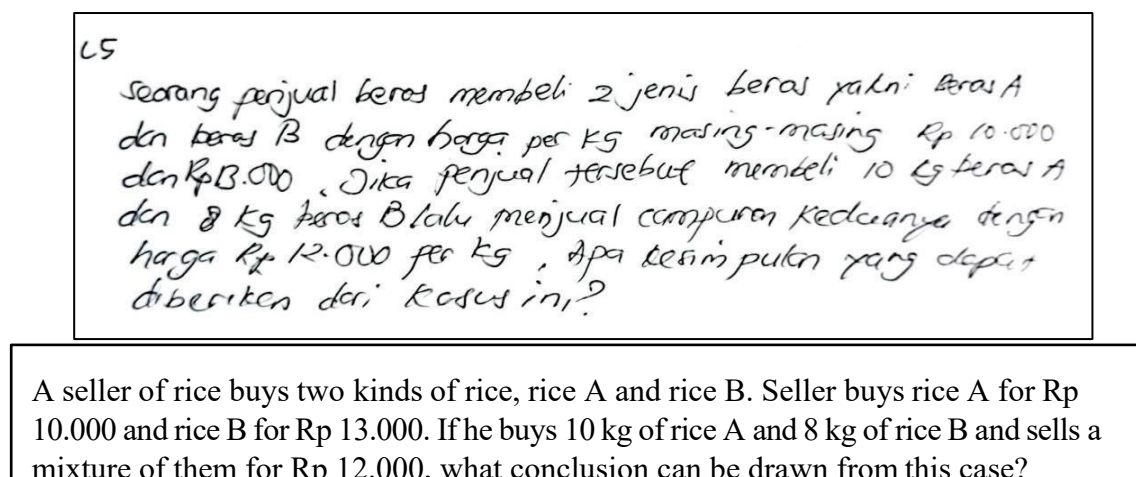 L5
Seorang penjual beras membeli 2 jenis beras yakni Beras A
dan beras B dengan harga per Kg masing-masing Rp 10.000
dan Rp13.000. Jika penjual tersebut membeli 10 kg beras A
dan 8 Kg beras B lalu menjual campuran Keduanya dengan
harga Rp 12.000 per kg, Apa kesimpulan yang dapat
diberikan dari Kasus ini?
A seller of rice buys two kinds of rice, rice A and rice B. Seller buys rice A for Rp
10.000 and rice B for Rp 13.000. If he buys 10 kg of rice A and 8 kg of rice B and sells a
mixture of them for Rp 12.000, what conclusion can be drawn from this case?